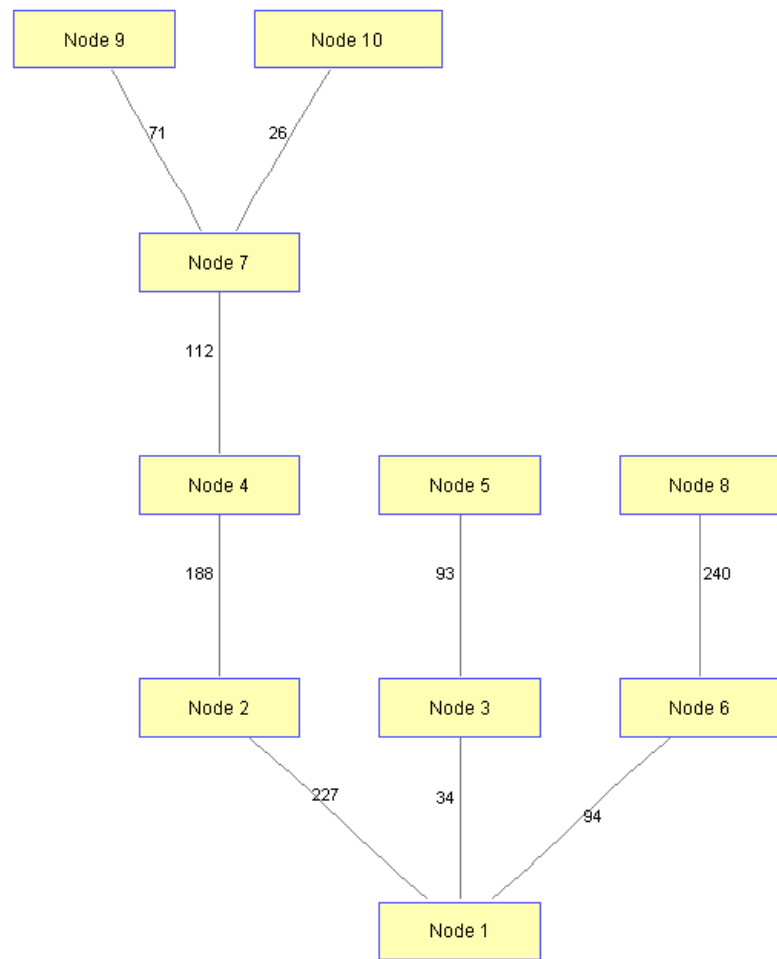 Node 9
Node 10
71
26
Node 7
112
Node 4
Node 5
Node 8
188
93
240
Node 2
Node 3
Node 6
227
34
94
Node 1